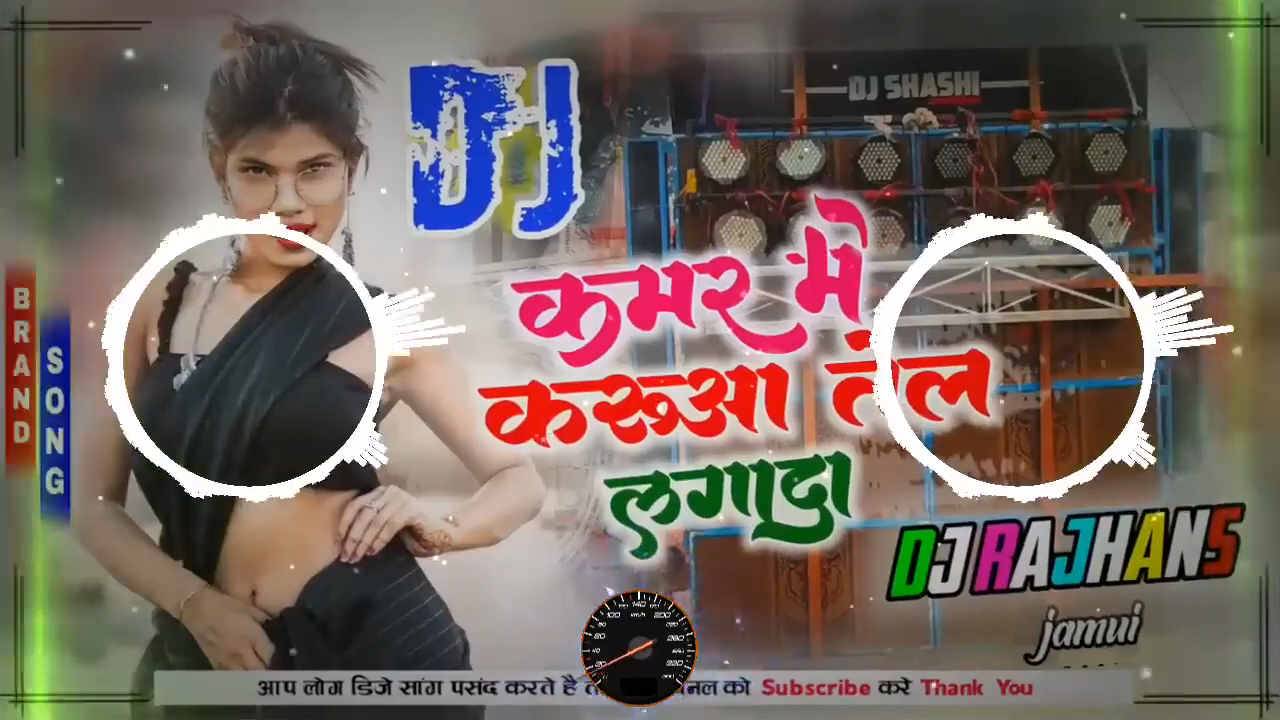 DJ
DJ SHASHI
कमर मे
करुआ तेल
लगादा
BRAND
SONG
DJ RAJHANS
jamui
आप लोग डिजे सांग पसंद करते है तो नल को Subscribe करे Thank You